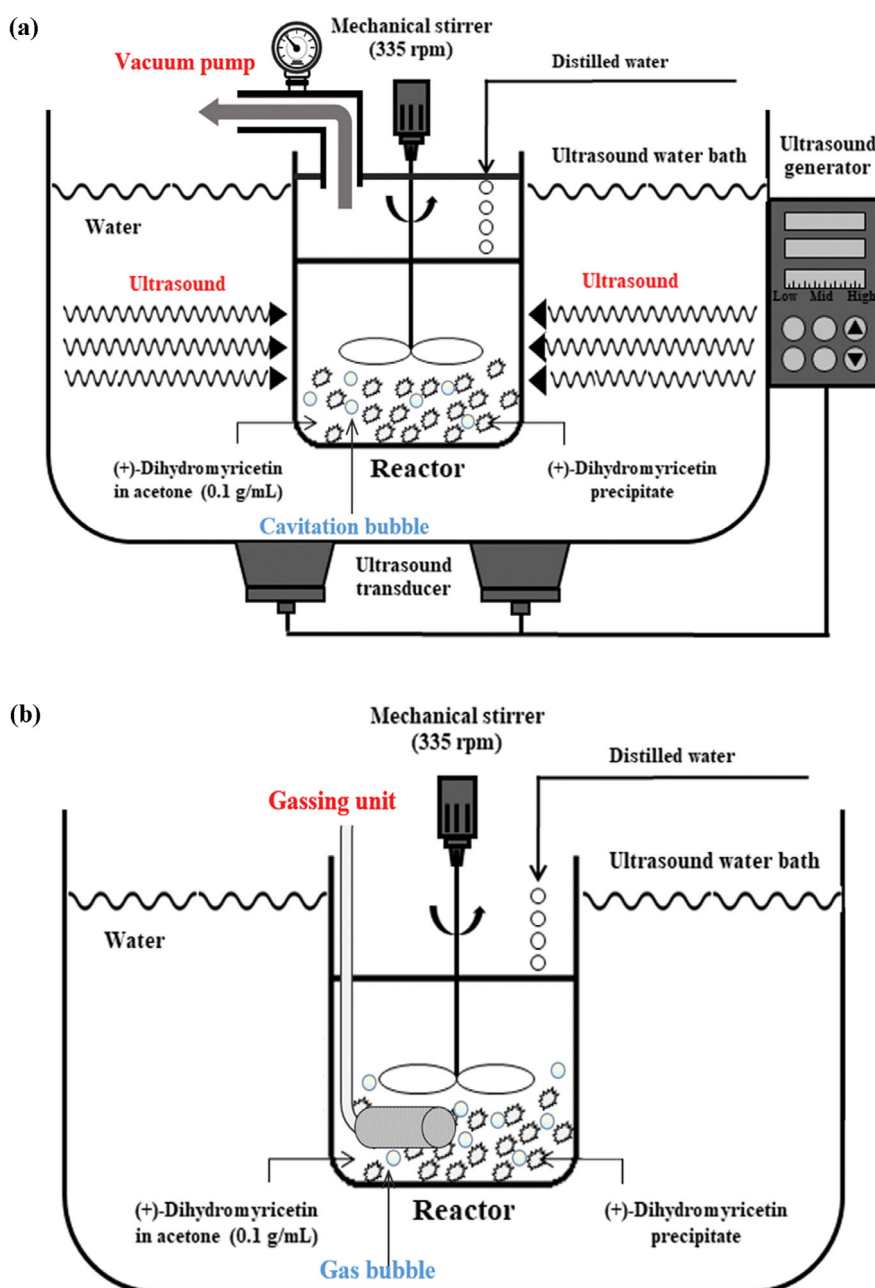 (a)
Mechanical stirrer
(335 rpm)
Vacuum pump
Distilled water
Ultrasound water bath
Ultrasound
generator
Water
Ultrasound
Ultrasound
Low Mid High
(+)-Dihydromyricetin
in acetone (0.1 g/mL)
Reactor
(+)-Dihydromyricetin
precipitate
Cavitation bubble
Ultrasound
transducer
(b)
Mechanical stirrer
(335 rpm)
Distilled water
Gassing unit
Ultrasound water bath
Water
(+)-Dihydromyricetin
in acetone (0.1 g/mL)
Reactor
(+)-Dihydromyricetin
precipitate
Gas bubble